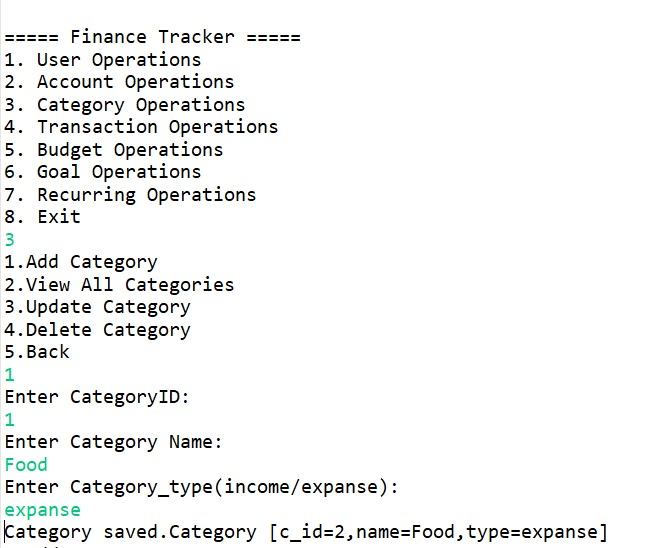 ===== Finance Tracker =====
1. User Operations
2. Account Operations
3. Category Operations
4. Transaction Operations
5. Budget Operations
6. Goal Operations
7. Recurring Operations
8. Exit
3
1.Add Category
2.View All Categories
3.Update Category
4.Delete Category
5.Back
1
Enter CategoryID:
1
Enter Category Name:
Food
Enter Category_type(income/expanse):
expanse
Category saved.Category [c_id=2,name=Food,type=expanse]